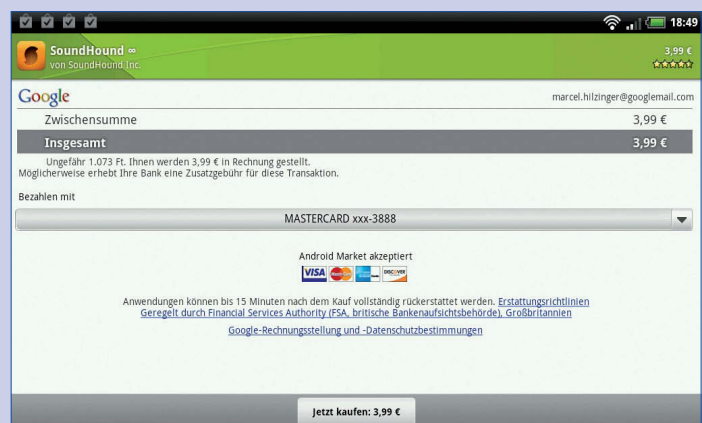 18:49
SoundHound ∞
3,99 €
von SoundHound Inc.
Google
marcel.hilzinger@googlemail.com
Zwischensumme 3,99 €
Insgesamt 3,99 €
Ungefähr 1.073 Ft. Ihnen werden 3,99 € in Rechnung gestellt.
Möglicherweise erhebt Ihre Bank eine Zusatzgebühr für diese Transaktion.
Bezahlen mit
MASTERCARD xxx-3888
Android Market akzeptiert
VISA MasterCard DISCOVER
Anwendungen können bis 15 Minuten nach dem Kauf vollständig rückerstattet werden. Erstattungsrichtlinien
Geregelt durch Financial Services Authority (FSA, britische Bankenaufsichtsbehörde), Großbritannien
Google-Rechnungsstellung und -Datenschutzbestimmungen
Jetzt kaufen: 3,99 €